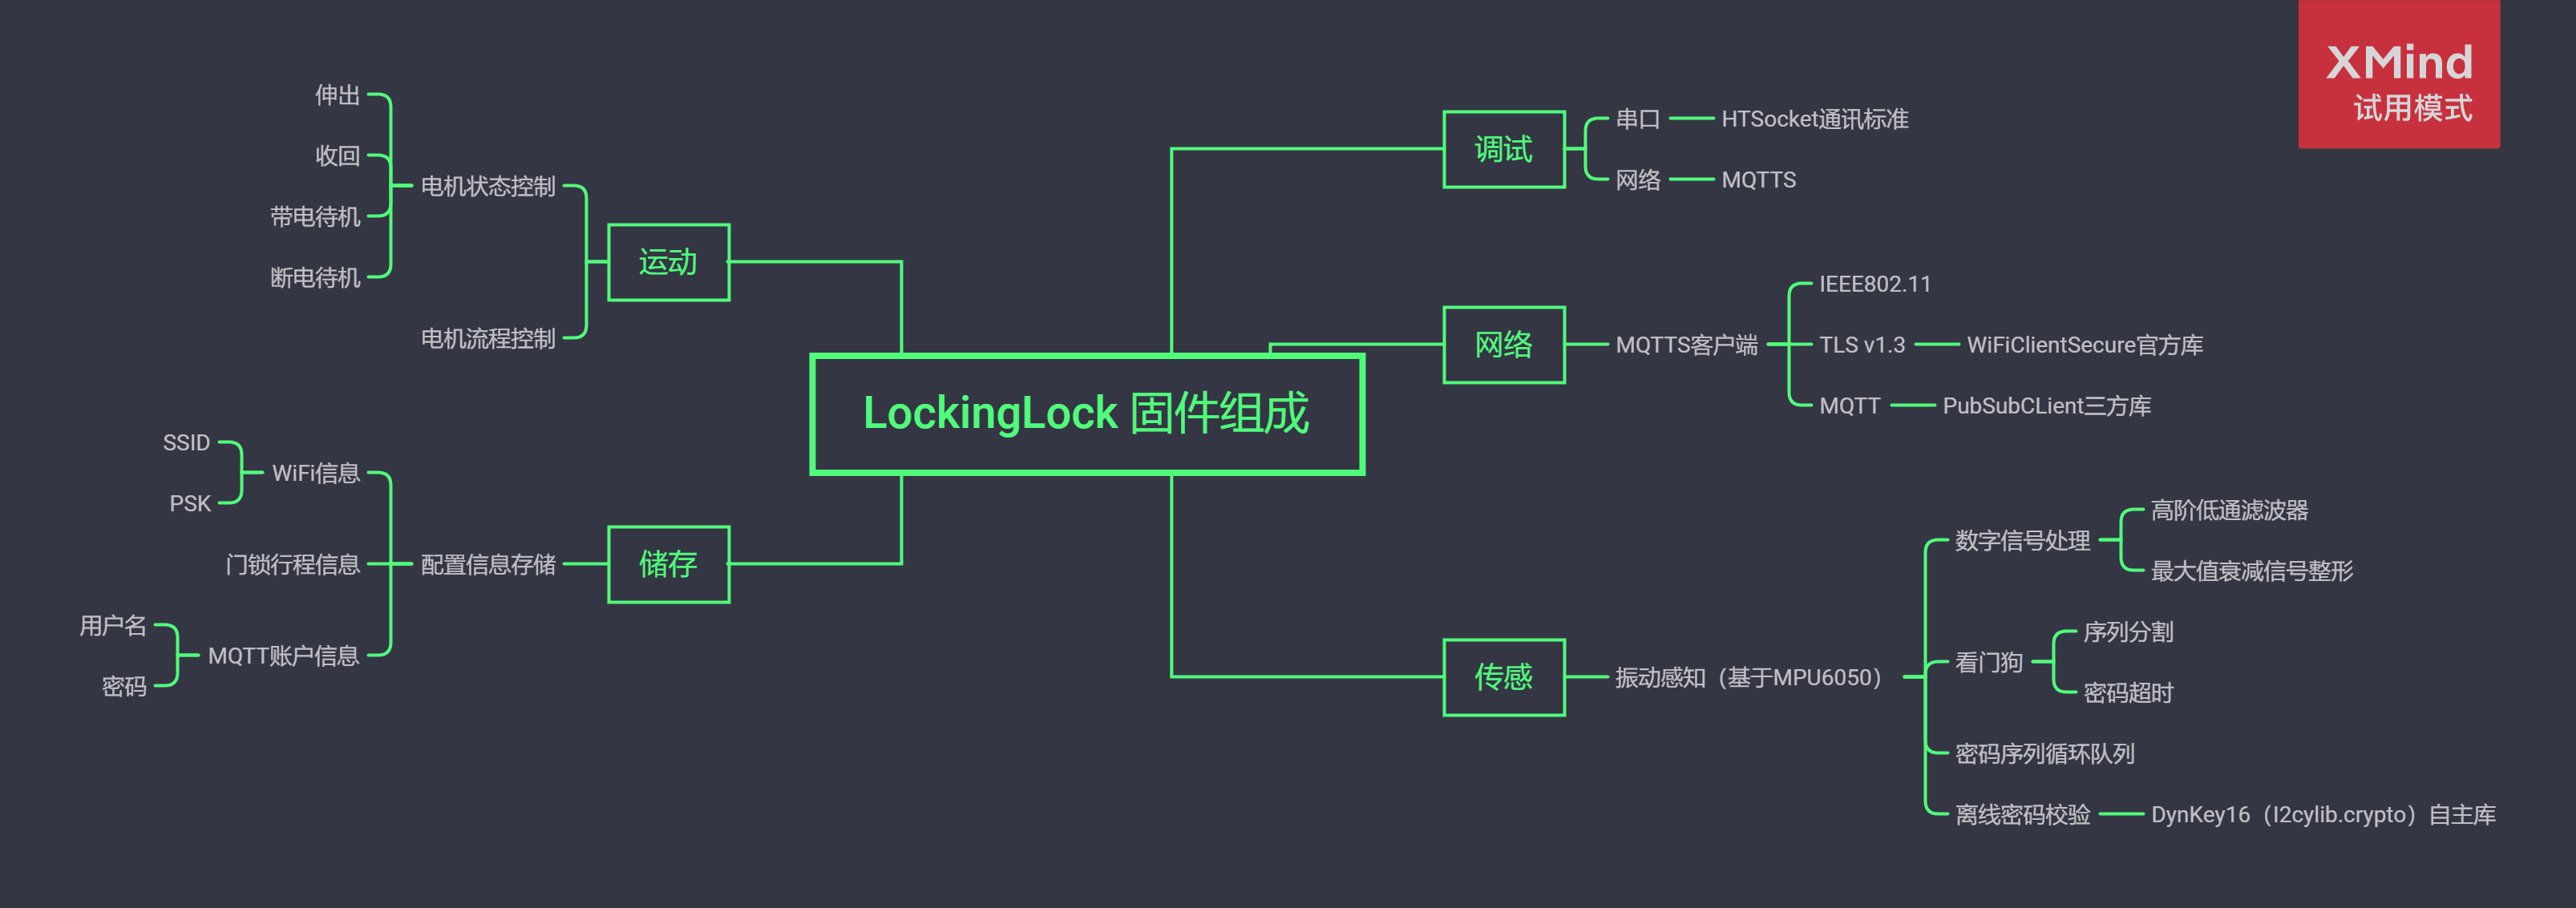 XMind
试用模式
LockingLock 固件组成
调试
串口
HTSocket通讯标准
网络
MQTTS
网络
MQTTS客户端
IEEE802.11
TLS v1.3
WiFiClientSecure官方库
MQTT
PubSubCLient三方库
传感
振动感知（基于MPU6050）
数字信号处理
高阶低通滤波器
最大值衰减信号整形
看门狗
序列分割
密码超时
密码序列循环队列
离线密码校验
DynKey16（I2cylib.crypto）自主库
运动
电机状态控制
伸出
收回
带电待机
断电待机
电机流程控制
储存
配置信息存储
WiFi信息
SSID
PSK
门锁行程信息
MQTT账户信息
用户名
密码